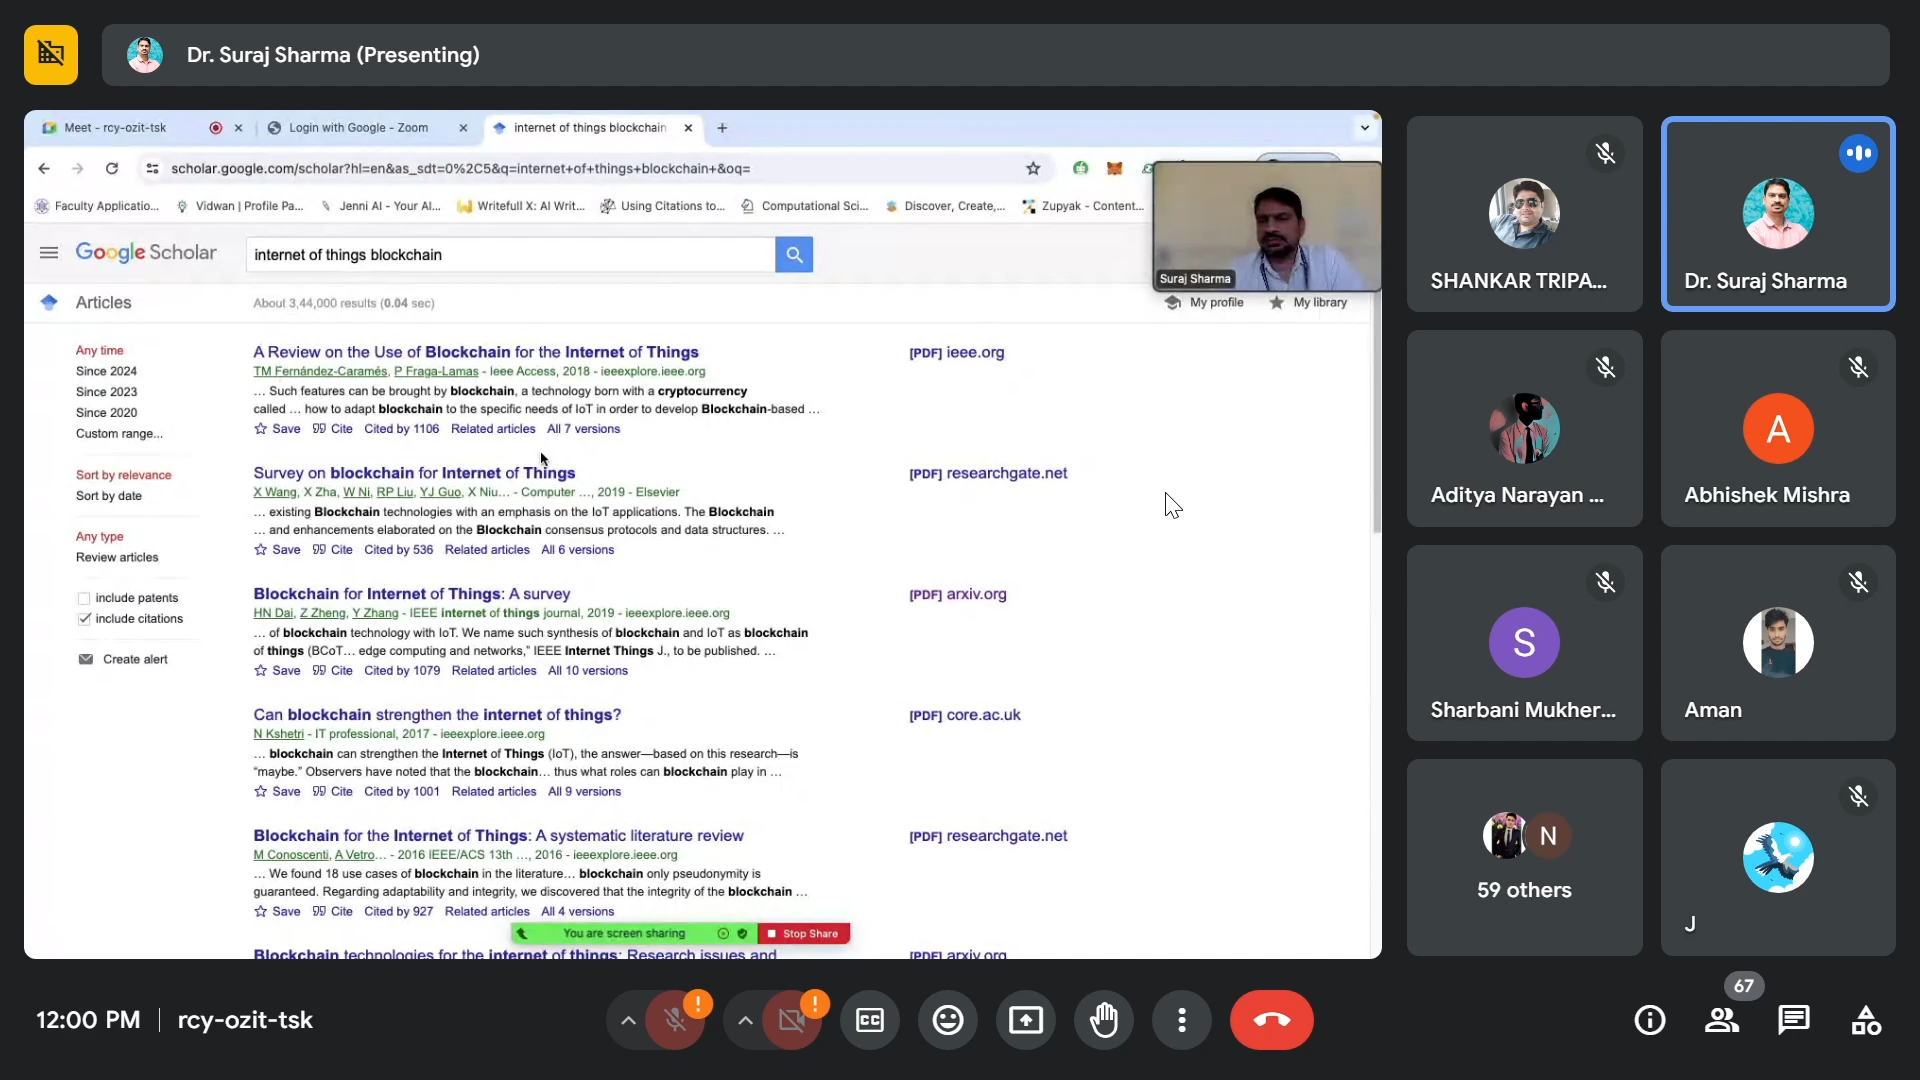 Dr. Suraj Sharma (Presenting)
Meet - rcy-ozit-tsk
Login with Google - Zoom
internet of things blockchain
scholar.google.com/scholar?hl=en&as_sdt=0%2C5&q=internet+of+things+blockchain+&oq=
Faculty Applicatio...
Vidwan | Profile Pa...
Jenni AI - Your AI...
Writefull X: AI Writ...
Using Citations to...
Computational Sci...
Discover, Create,...
Zupyak - Content...
Google Scholar
internet of things blockchain
Suraj Sharma
Articles
About 3,44,000 results (0.04 sec)
My profile
My library
Any time
Since 2024
Since 2023
Since 2020
Custom range...
Sort by relevance
Sort by date
Any type
Review articles
include patents
include citations
Create alert
A Review on the Use of Blockchain for the Internet of Things
[PDF] ieee.org
TM Fernández-Caramés, P Fraga-Lamas - Ieee Access, 2018 - ieeexplore.ieee.org
... Such features can be brought by blockchain, a technology born with a cryptocurrency
called ... how to adapt blockchain to the specific needs of IoT in order to develop Blockchain-based ...
Save Cite Cited by 1106 Related articles All 7 versions
Survey on blockchain for Internet of Things
[PDF] researchgate.net
X Wang, X Zha, W Ni, RP Liu, YJ Guo, X Niu... - Computer ..., 2019 - Elsevier
... existing Blockchain technologies with an emphasis on the IoT applications. The Blockchain
... and enhancements elaborated on the Blockchain consensus protocols and data structures. ...
Save Cite Cited by 536 Related articles All 6 versions
Blockchain for Internet of Things: A survey
[PDF] arxiv.org
HN Dai, Z Zheng, Y Zhang - IEEE internet of things journal, 2019 - ieeexplore.ieee.org
... of blockchain technology with IoT. We name such synthesis of blockchain and IoT as blockchain
of things (BCoT... edge computing and networks,” IEEE Internet Things J., to be published. ...
Save Cite Cited by 1079 Related articles All 10 versions
Can blockchain strengthen the internet of things?
[PDF] core.ac.uk
N Kshetri - IT professional, 2017 - ieeexplore.ieee.org
... blockchain can strengthen the Internet of Things (IoT), the answer—based on this research—is
“maybe.” Observers have noted that the blockchain... thus what roles can blockchain play in ...
Save Cite Cited by 1001 Related articles All 9 versions
Blockchain for the Internet of Things: A systematic literature review
[PDF] researchgate.net
M Conoscenti, A Vetro... - 2016 IEEE/ACS 13th ..., 2016 - ieeexplore.ieee.org
... We found 18 use cases of blockchain in the literature... blockchain only pseudonymity is
guaranteed. Regarding adaptability and integrity, we discovered that the integrity of the blockchain ...
Save Cite Cited by 927 Related articles All 4 versions
You are screen sharing
Stop Share
Blockchain technologies for the internet of things: Research issues and
[PDF] arxiv.org
SHANKAR TRIPA...
Dr. Suraj Sharma
Aditya Narayan ...
A
Abhishek Mishra
S
Sharbani Mukher...
Aman
N
59 others
J
12:00 PM
rcy-ozit-tsk
CC
67